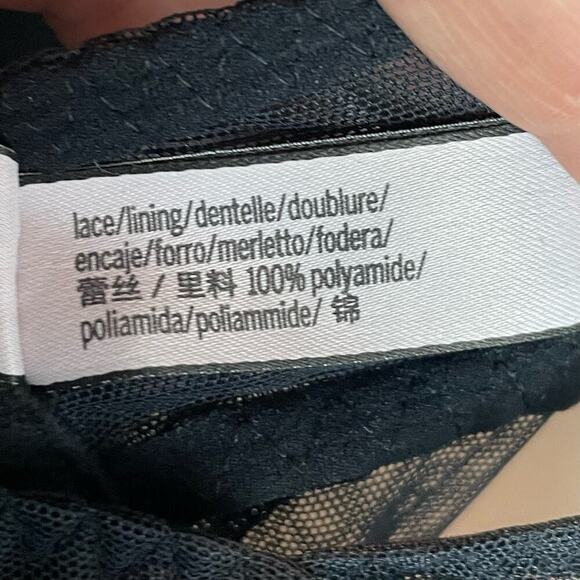 lace/lining/dentelle/doublure/
encaje/forro/merletto/fodera/
蕾丝 / 里料 100% polyamide/
poliamida/poliammide/ 锦